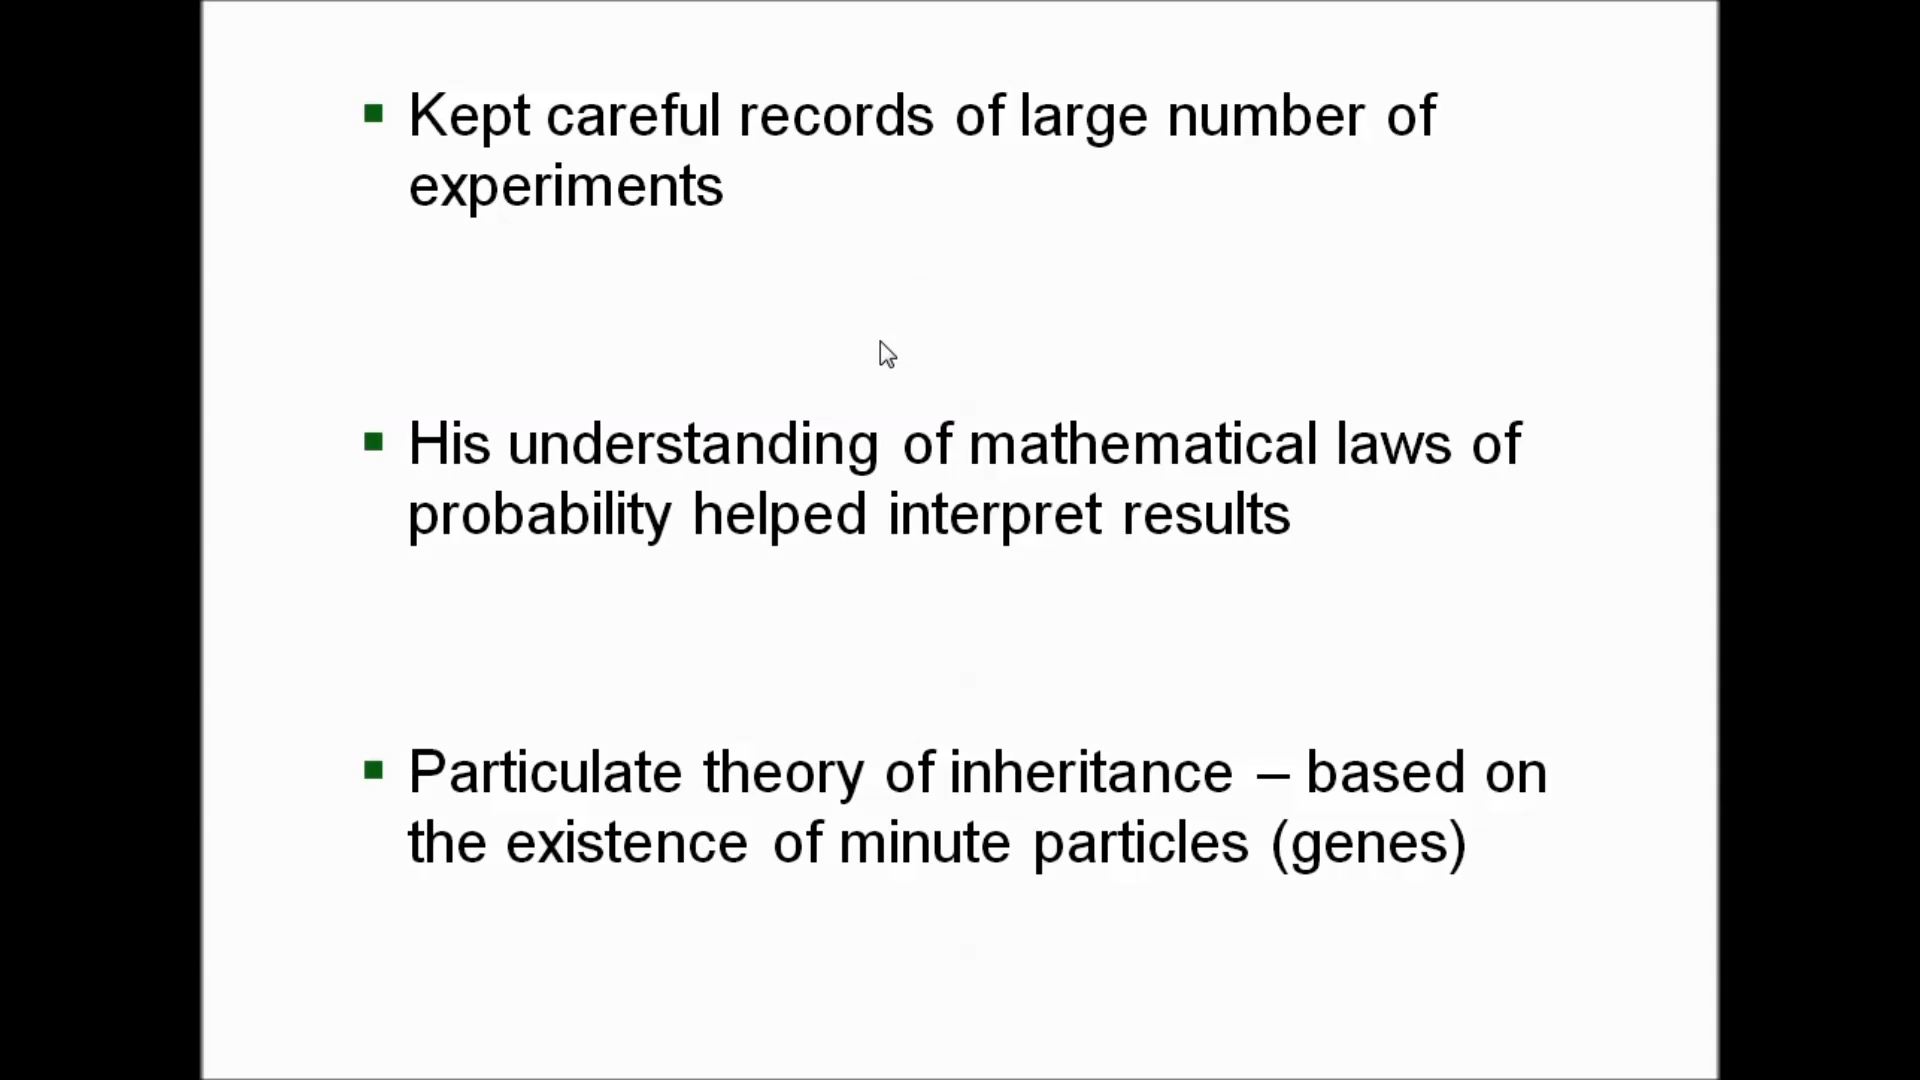 ▪ Kept careful records of large number of
experiments
▪ His understanding of mathematical laws of
probability helped interpret results
▪ Particulate theory of inheritance – based on
the existence of minute particles (genes)